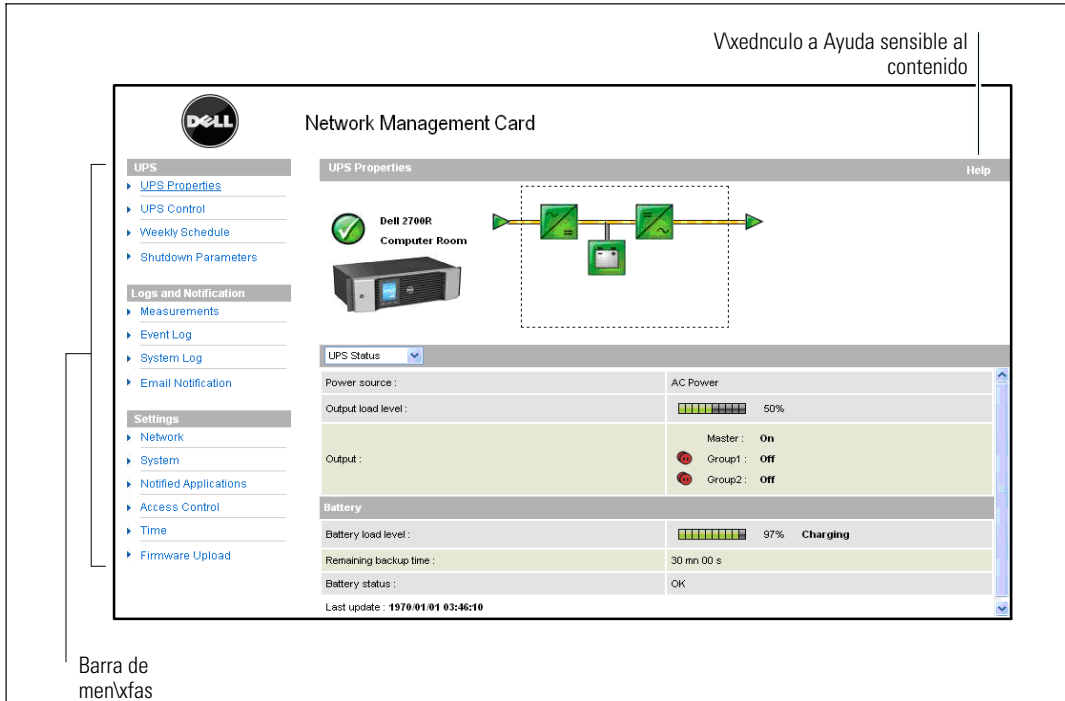 V\xednculo a Ayuda sensible al
contenido
DELL
Network Management Card
UPS
UPS Properties
UPS Control
Weekly Schedule
Shutdown Parameters
Logs and Notification
Measurements
Event Log
System Log
Email Notification
Settings
Network
System
Notified Applications
Access Control
Time
Firmware Upload
UPS Properties Help
Dell 2700R
Computer Room
UPS Status
Power source : AC Power
Output load level : 50%
Output :
Master : On
Group1 : Off
Group2 : Off
Battery
Battery load level : 97% Charging
Remaining backup time : 30 mn 00 s
Battery status : OK
Last update : 1970/01/01 03:46:10
Barra de
men\xfas